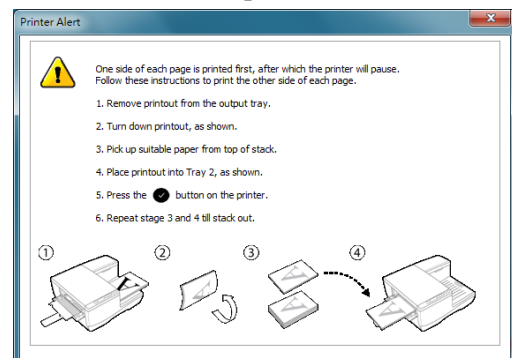 Printer Alert
One side of each page is printed first, after which the printer will pause.
Follow these instructions to print the other side of each page.
1. Remove printout from the output tray.
2. Turn down printout, as shown.
3. Pick up suitable paper from top of stack.
4. Place printout into Tray 2, as shown.
5. Press the button on the printer.
6. Repeat stage 3 and 4 till stack out.
1 2 3 4
A A A A